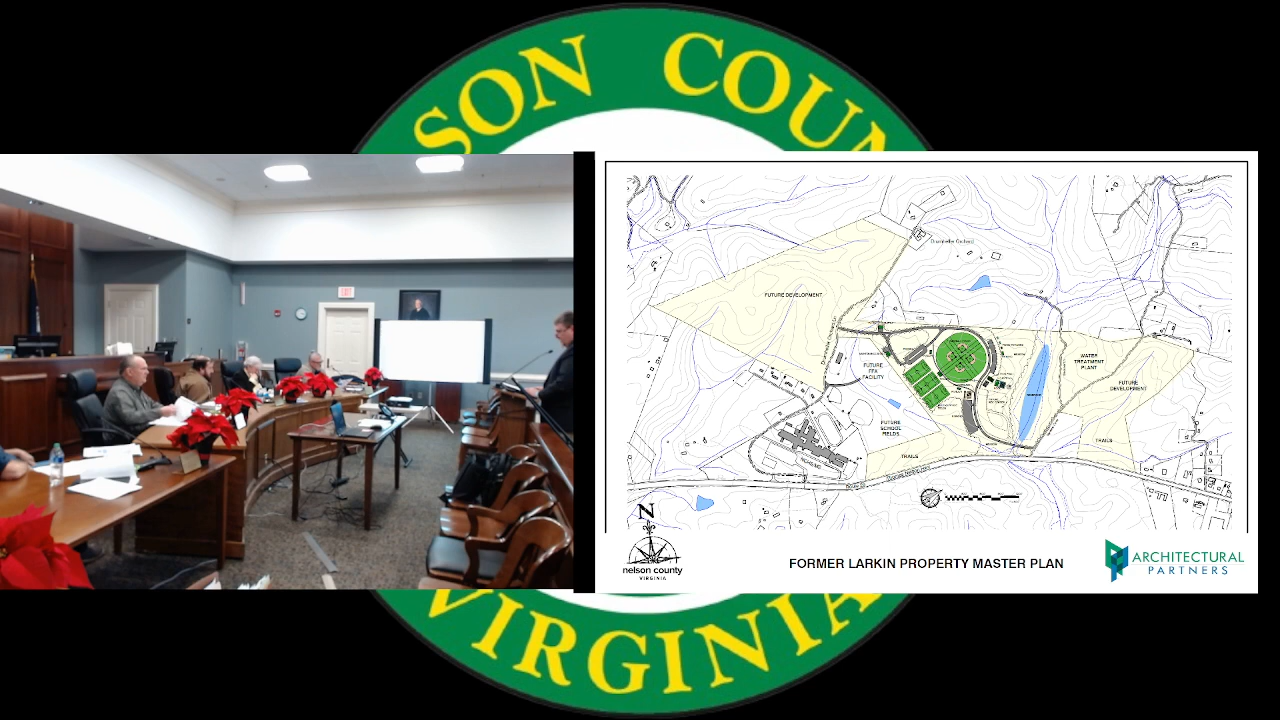 SON COUN
EXIT
FUTURE DEVELOPMENT
FUTURE
FFA
FACILITY
FUTURE
SCHOOL
FIELDS
TRAILS
WATER
TREATMENT
PLANT
FUTURE
DEVELOPMENT
TRAILS
N
nelson county
VIRGINIA
FORMER LARKIN PROPERTY MASTER PLAN
ARCHITECTURAL
PARTNERS
VIRGINIA